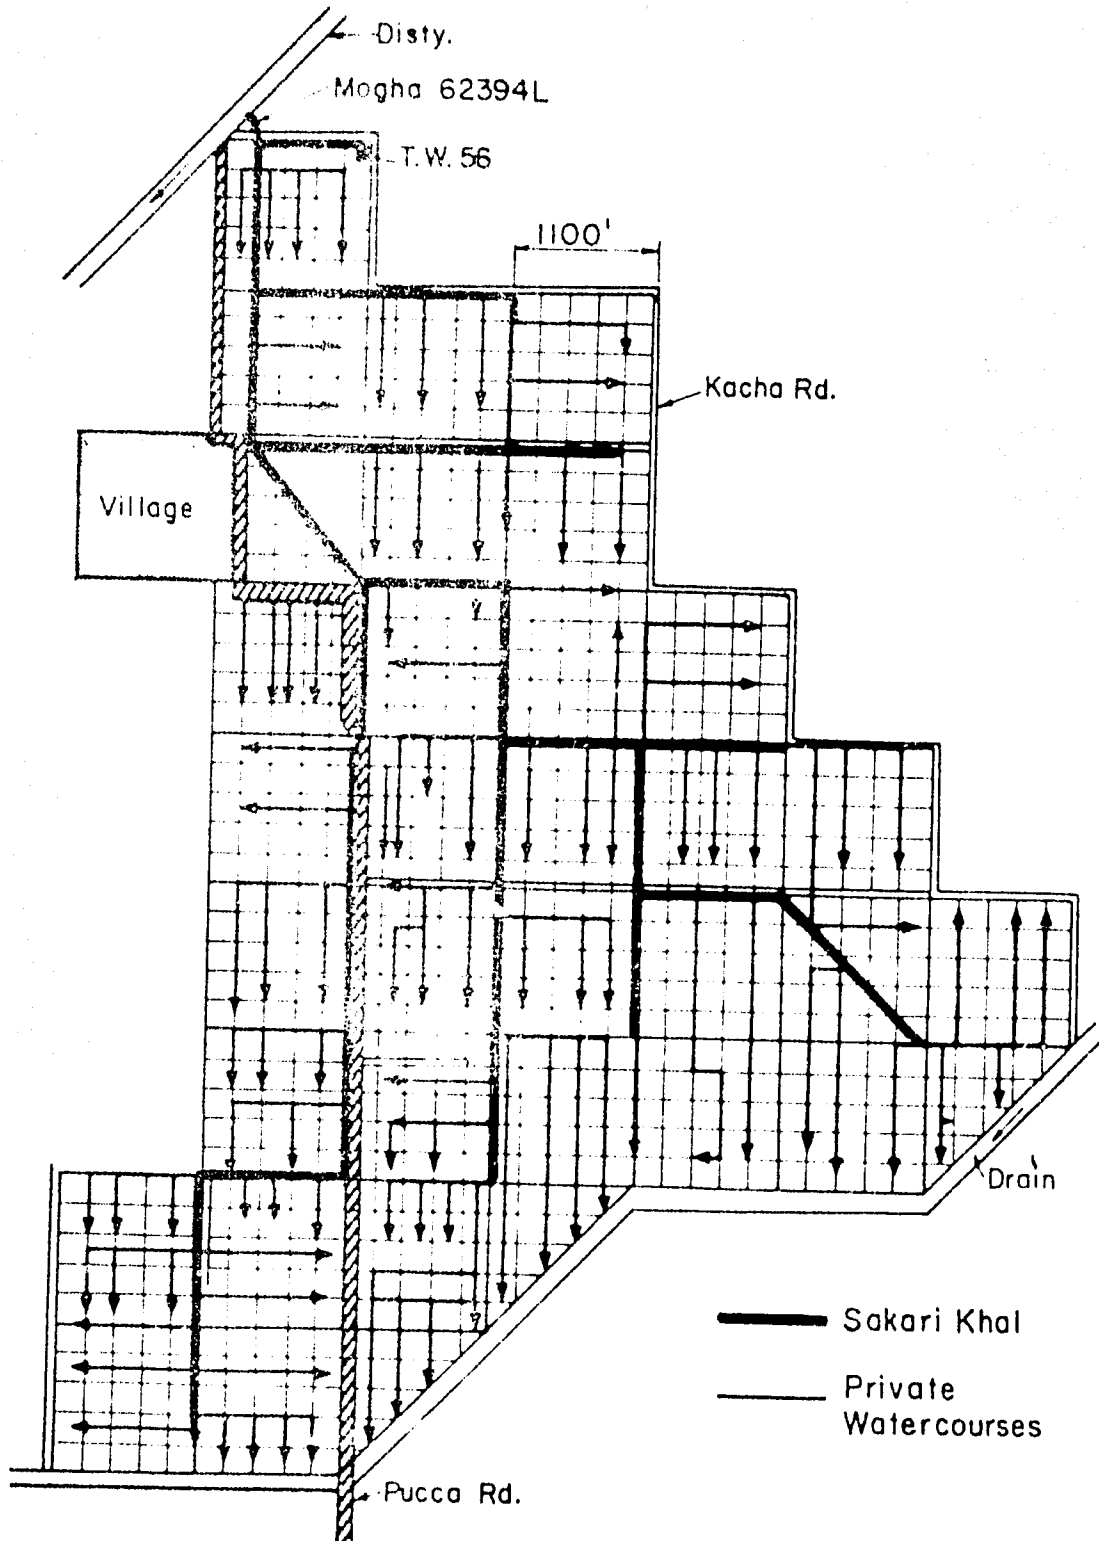 Disty.
Mogha 62394L
T.W. 56
1100'
Kacha Rd.
Village
Drain
Sakari Khal
Private
Watercourses
Pucca Rd.